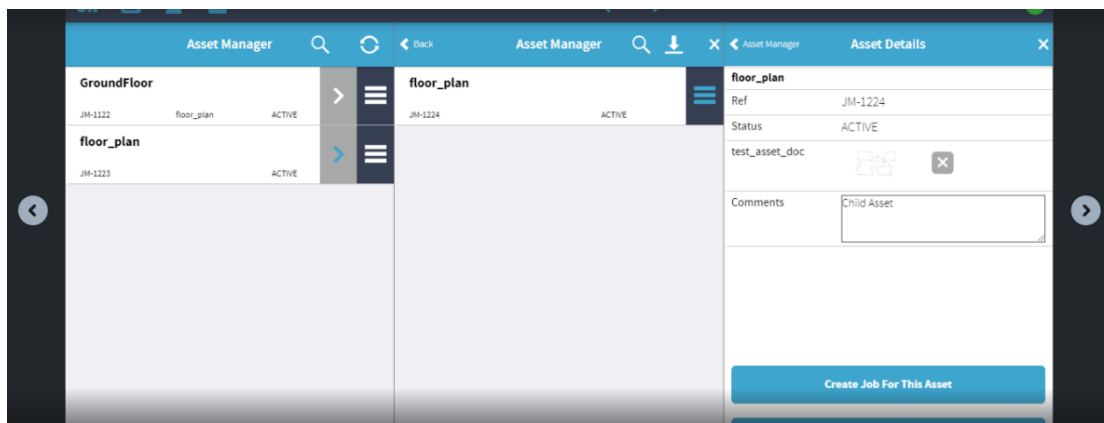 Asset Manager
GroundFloor
JM-1122 floor_plan ACTIVE
floor_plan
JM-1223 ACTIVE
Back Asset Manager
floor_plan
JM-1224 ACTIVE
Asset Manager Asset Details
floor_plan
Ref JM-1224
Status ACTIVE
test_asset_doc
Comments Child Asset
Create Job For This Asset